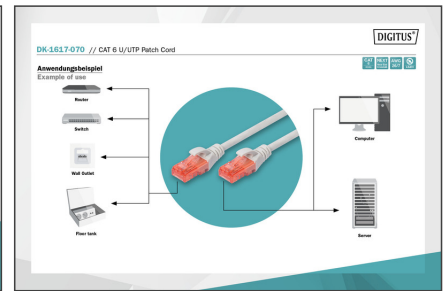 DIGITUS®
DK-1617-070 // CAT 6 U/UTP Patch Cord
Anwendungsbeispiel
Example of use
Router
Switch
Wall Outlet
Floor tank
Computer
Server